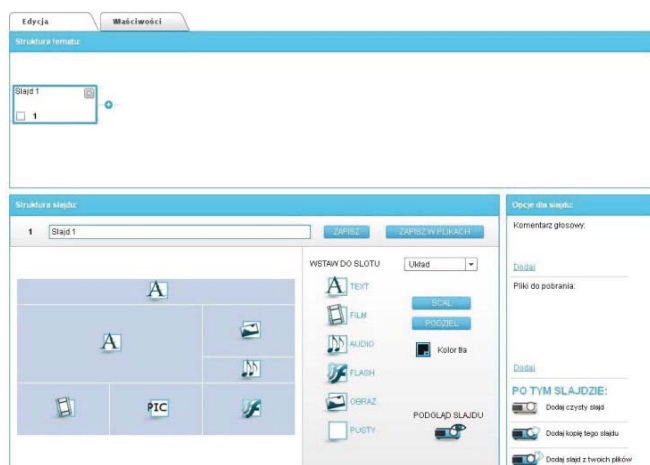 Edycja
Właściwości
Struktura tematu:
Slajd 1
1
Struktura slajdu:
1
Slajd 1
ZAPISZ
ZAPISZ W PLIKACH
WSTAW DO SLOTU
Układ
A TEXT
FILM
AUDIO
FLASH
OBRAZ
PUSTY
SCAL
PODZIEL
Kolor tła
PODGLĄD SLAJDU
A
A
PIC
Opcje dla slajdu:
Komentarz głosowy:
Dodaj
Pliki do pobrania:
Dodaj
PO TYM SLAJDZIE:
Dodaj czysty slajd
Dodaj kopię tego slajdu
Dodaj slajd z twoich plików